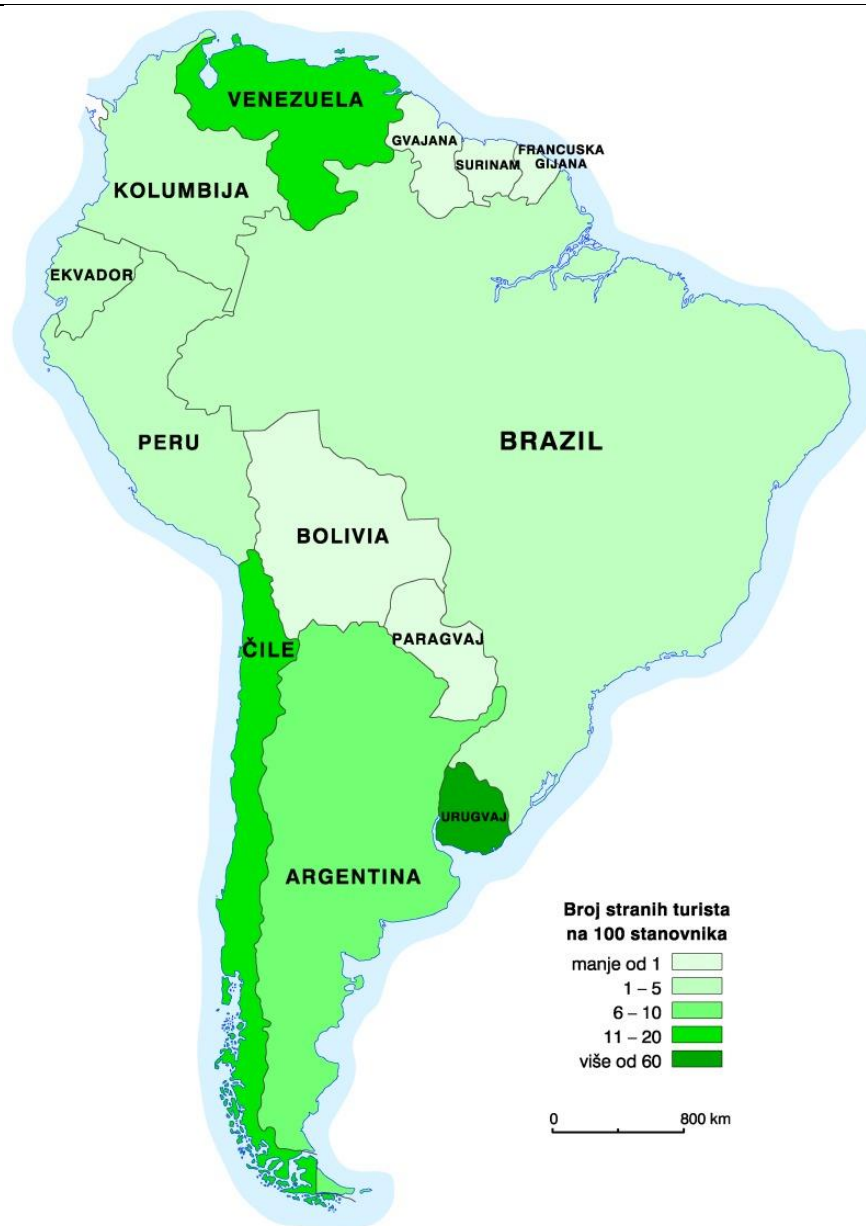 VENEZUELA
GVAJANA
SURINAM
FRANCUSKA
GIJANA
KOLUMBIJA
EKVADOR
PERU
BRAZIL
BOLIVIA
ČILE
PARAGVAJ
URUGVAJ
ARGENTINA
Broj stranih turista
na 100 stanovnika
manje od 1
1 – 5
6 – 10
11 – 20
više od 60
0 800 km